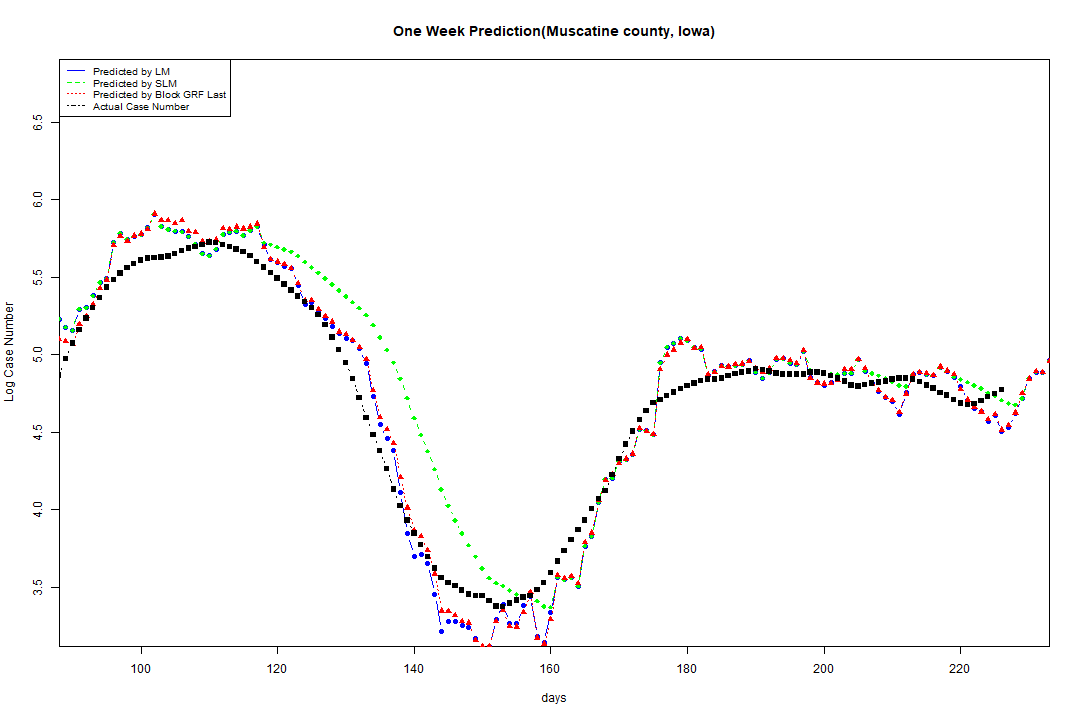 One Week Prediction(Muscatine county, Iowa)
Predicted by LM
Predicted by SLM
Predicted by Block GRF Last
Actual Case Number
Log Case Number
6.5
6.0
5.5
5.0
4.5
4.0
3.5
100 120 140 160 180 200 220
days